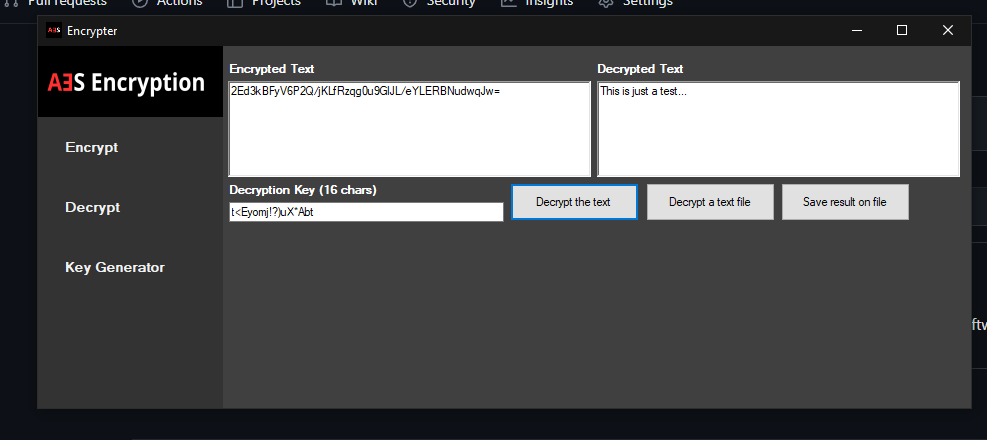 Pull requests
Actions
Projects
Wiki
Security
Insights
Settings
AES Encrypter
AƎS Encryption
Encrypt
Decrypt
Key Generator
Encrypted Text
2Ed3kBFyV6P2Q/jKLfRzqg0u9GlJL/eYLERBNudwqJw=
Decrypted Text
This is just a test...
Decryption Key (16 chars)
t<Eyomj!?)uX*Abt
Decrypt the text
Decrypt a text file
Save result on file